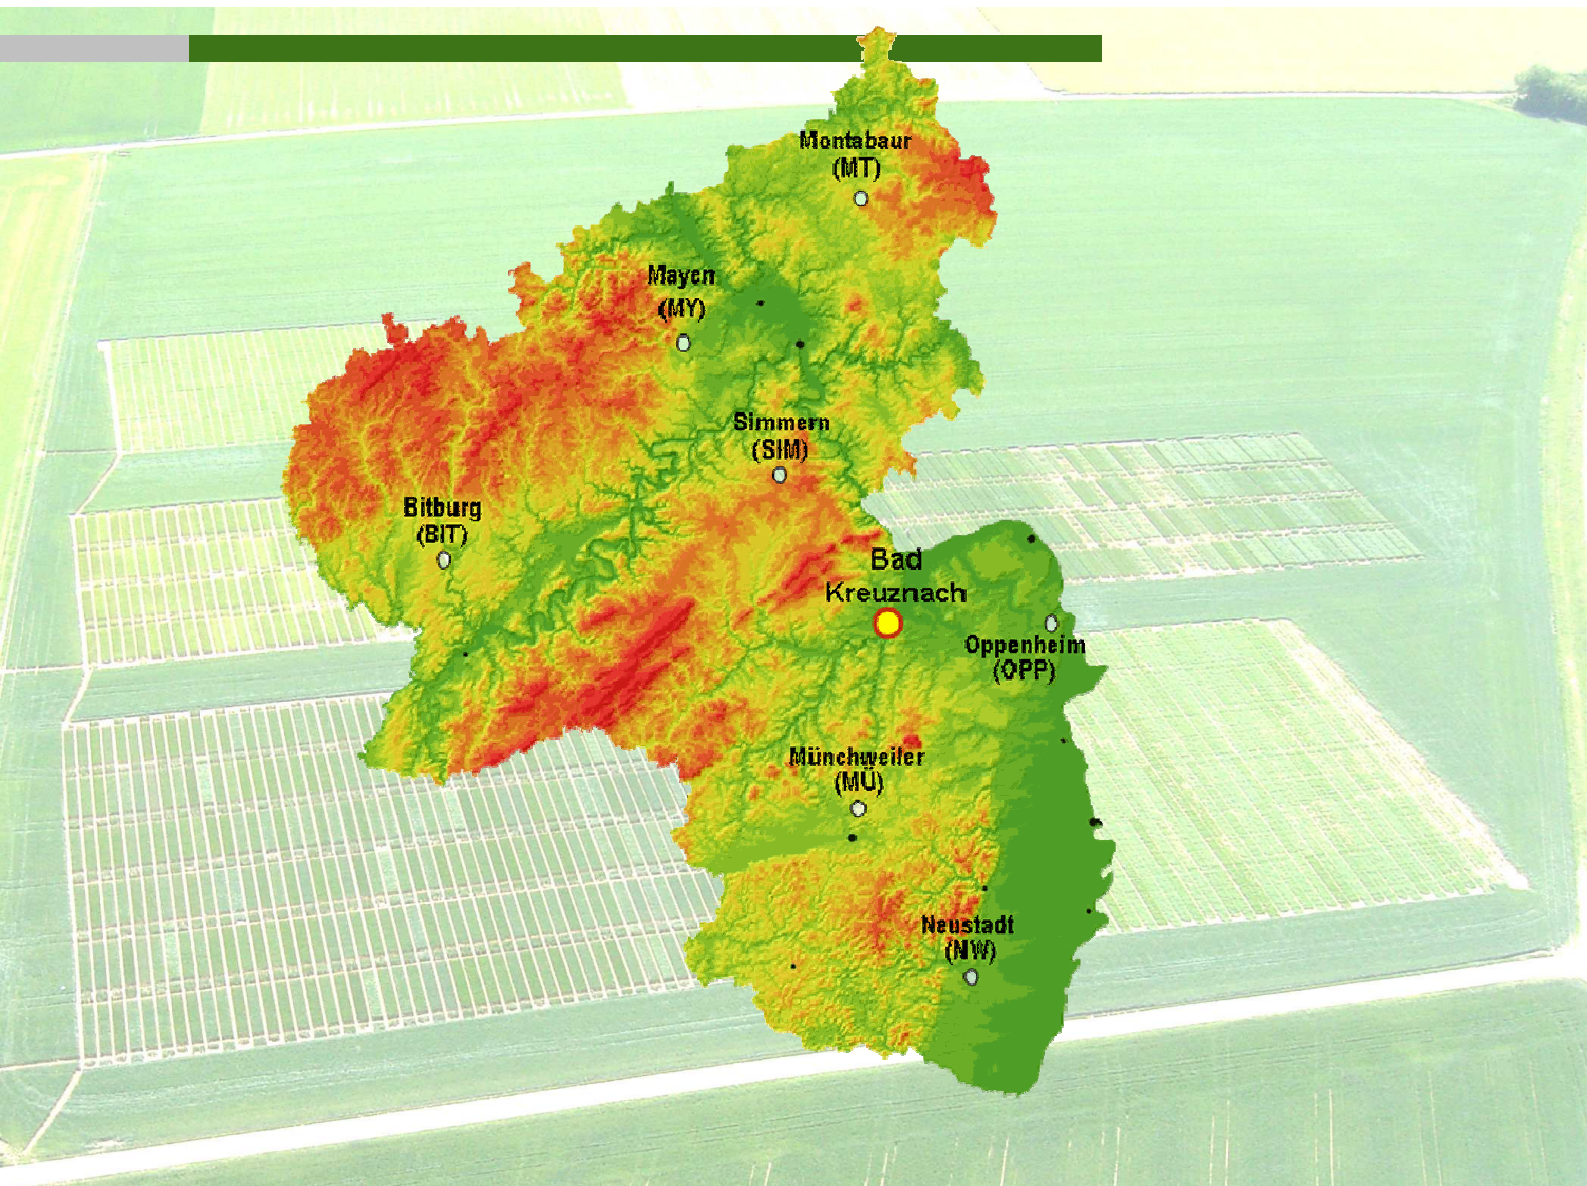 Montabaur
(MT)
Mayen
(MY)
Simmern
(SIM)
Bitburg
(BIT)
Bad
Kreuznach
Oppenheim
(OPP)
Münchweiler
(MÜ)
Neustadt
(NW)